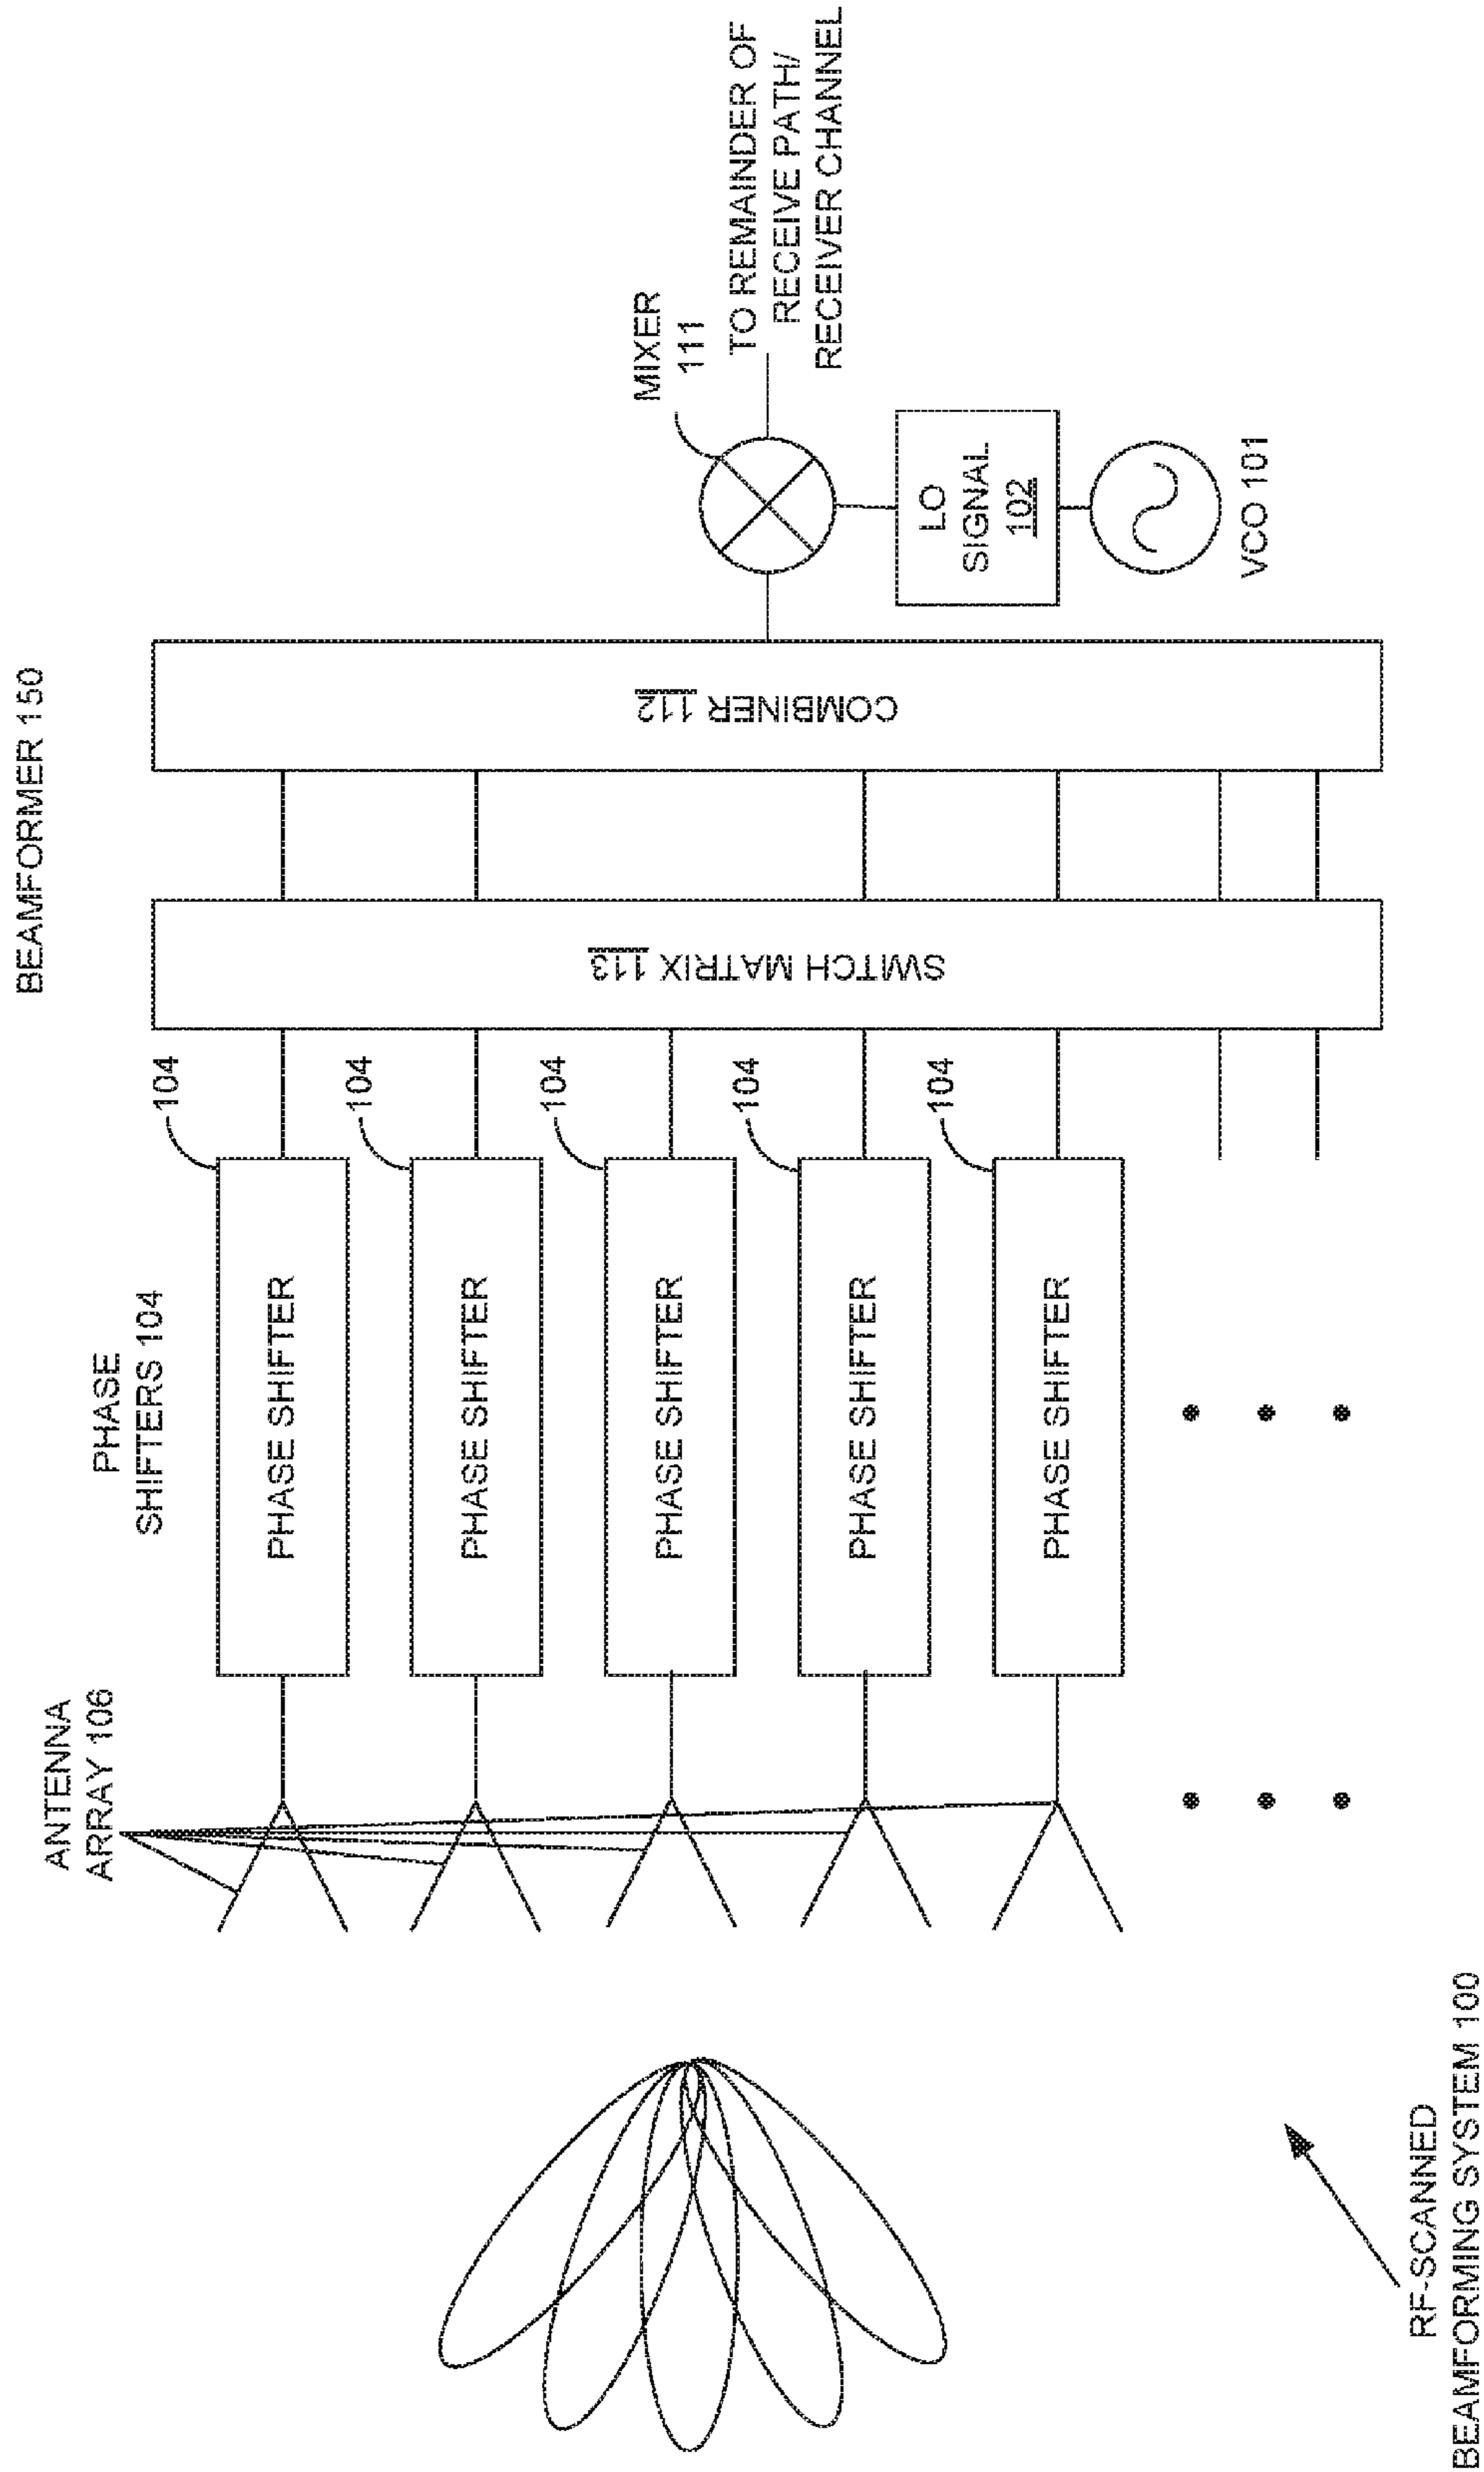 BEAMFORMER 150
ANTENNA
ARRAY 106
PHASE
SHIFTERS 104
104
104
104
104
104
PHASE SHIFTER
PHASE SHIFTER
PHASE SHIFTER
PHASE SHIFTER
PHASE SHIFTER
SWITCH MATRIX 113
COMBINER 112
MIXER
111
TO REMAINDER OF
RECEIVE PATH/
RECEIVER CHANNEL
LO
SIGNAL
102
VCO 101
RF-SCANNED
BEAMFORMING SYSTEM 100